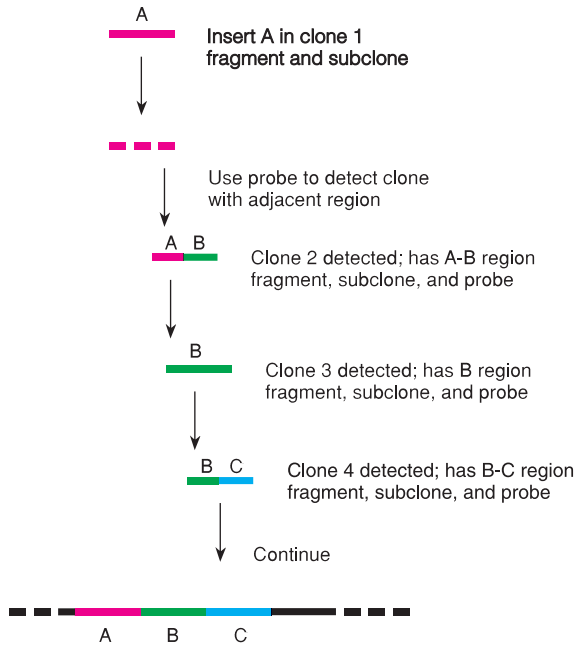 A
Insert A in clone 1
fragment and subclone
Use probe to detect clone
with adjacent region
A B
Clone 2 detected; has A-B region
fragment, subclone, and probe
B
Clone 3 detected; has B region
fragment, subclone, and probe
B C
Clone 4 detected; has B-C region
fragment, subclone, and probe
Continue
A B C